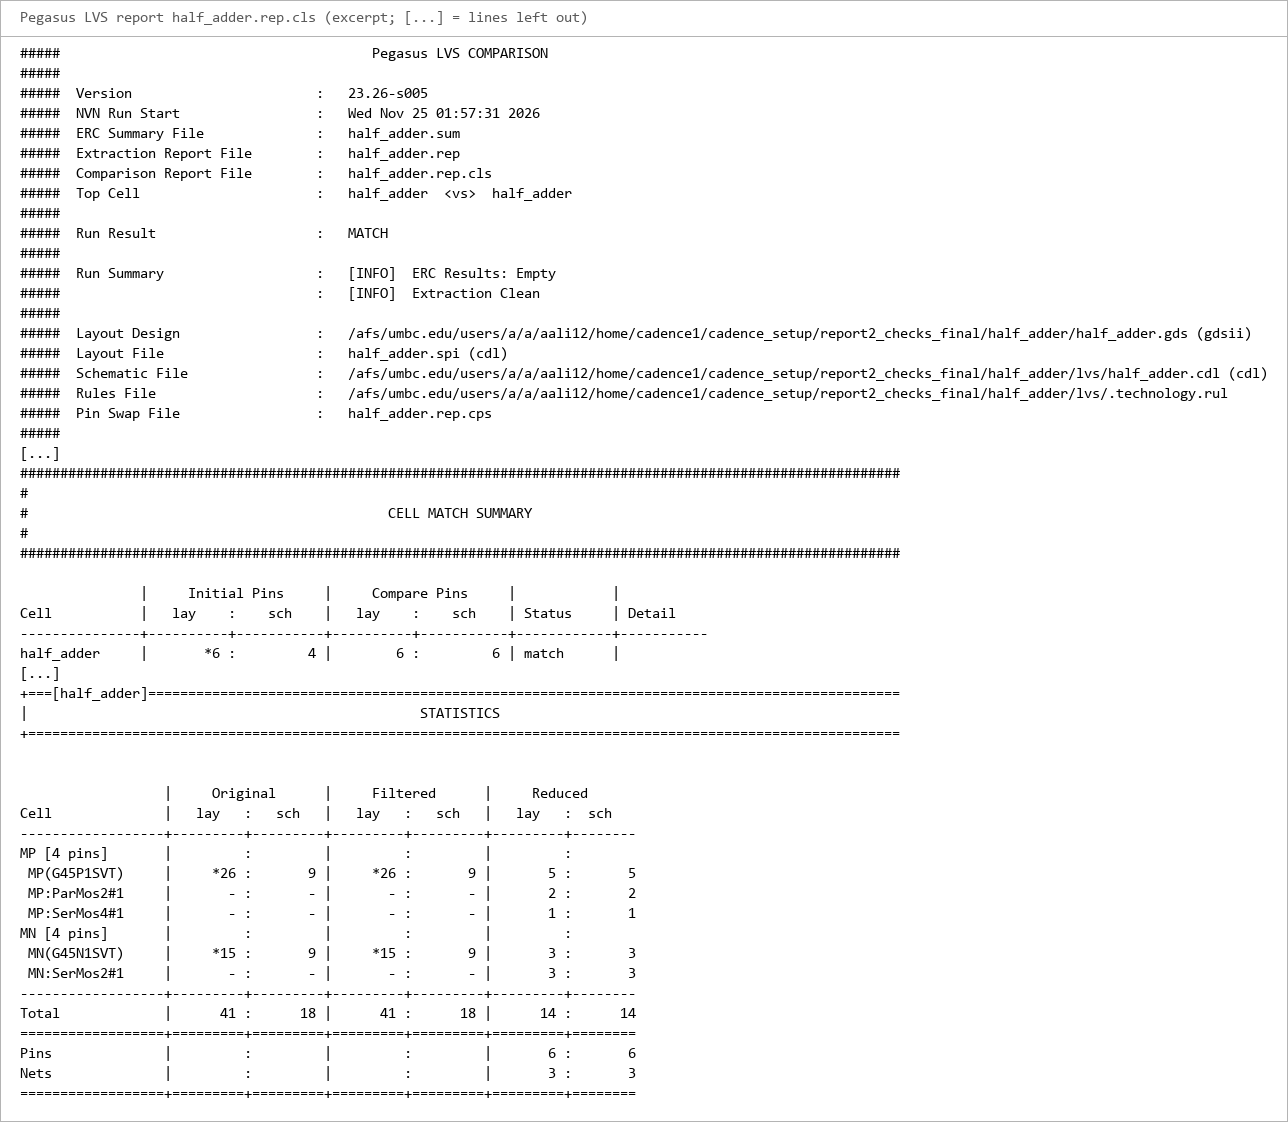 Pegasus LVS report half_adder.rep.cls (excerpt; [...] = lines left out)
#####                                       Pegasus LVS COMPARISON
#####
#####  Version                       :   23.26-s005
#####  NVN Run Start                 :   Wed Nov 25 01:57:31 2026
#####  ERC Summary File              :   half_adder.sum
#####  Extraction Report File        :   half_adder.rep
#####  Comparison Report File        :   half_adder.rep.cls
#####  Top Cell                      :   half_adder  <vs>  half_adder
#####
#####  Run Result                    :   MATCH
#####
#####  Run Summary                   :   [INFO]  ERC Results: Empty
#####                                :   [INFO]  Extraction Clean
#####
#####  Layout Design                 :   /afs/umbc.edu/users/a/a/aali12/home/cadence1/cadence_setup/report2_checks_final/half_adder/half_adder.gds (gdsii)
#####  Layout File                   :   half_adder.spi (cdl)
#####  Schematic File                :   /afs/umbc.edu/users/a/a/aali12/home/cadence1/cadence_setup/report2_checks_final/half_adder/lvs/half_adder.cdl (cdl)
#####  Rules File                    :   /afs/umbc.edu/users/a/a/aali12/home/cadence1/cadence_setup/report2_checks_final/half_adder/lvs/.technology.rul
#####  Pin Swap File                 :   half_adder.rep.cps
#####
[...]
##############################################################################################################
#
#                                             CELL MATCH SUMMARY
#
##############################################################################################################
               |     Initial Pins     |     Compare Pins     |            |
Cell           |   lay    :    sch    |   lay    :    sch    | Status     | Detail
---------------+----------+-----------+----------+-----------+------------+-----------
half_adder     |       *6 :         4 |        6 :         6 | match      |
[...]
+===[half_adder]==============================================================================================
|                                                 STATISTICS
+=============================================================================================================
                  |     Original      |     Filtered      |     Reduced
Cell              |   lay   :   sch   |   lay   :   sch   |   lay   :  sch
------------------+---------+---------+---------+---------+---------+--------
MP [4 pins]       |         :         |         :         |         :
 MP(G45P1SVT)     |     *26 :       9 |     *26 :       9 |       5 :       5
 MP:ParMos2#1     |       - :       - |       - :       - |       2 :       2
 MP:SerMos4#1     |       - :       - |       - :       - |       1 :       1
MN [4 pins]       |         :         |         :         |         :
 MN(G45N1SVT)     |     *15 :       9 |     *15 :       9 |       3 :       3
 MN:SerMos2#1     |       - :       - |       - :       - |       3 :       3
------------------+---------+---------+---------+---------+---------+--------
Total             |      41 :      18 |      41 :      18 |      14 :      14
==================+=========+=========+=========+=========+=========+========
Pins              |         :         |         :         |       6 :       6
Nets              |         :         |         :         |       3 :       3
==================+=========+=========+=========+=========+=========+========